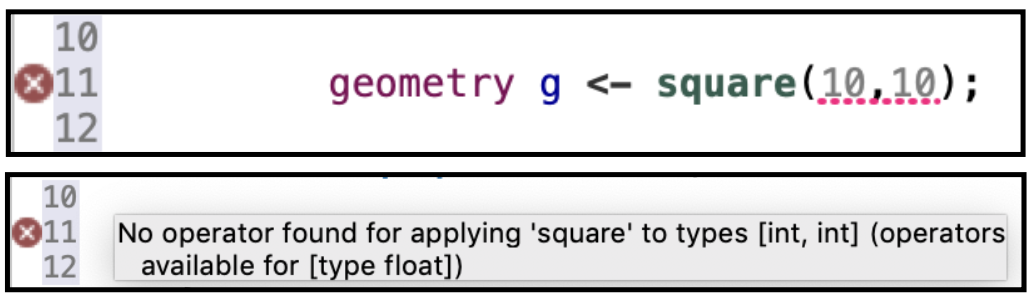 10
11 geometry g <- square(10,10);
12
10
11 No operator found for applying 'square' to types [int, int] (operators
12 available for [type float])